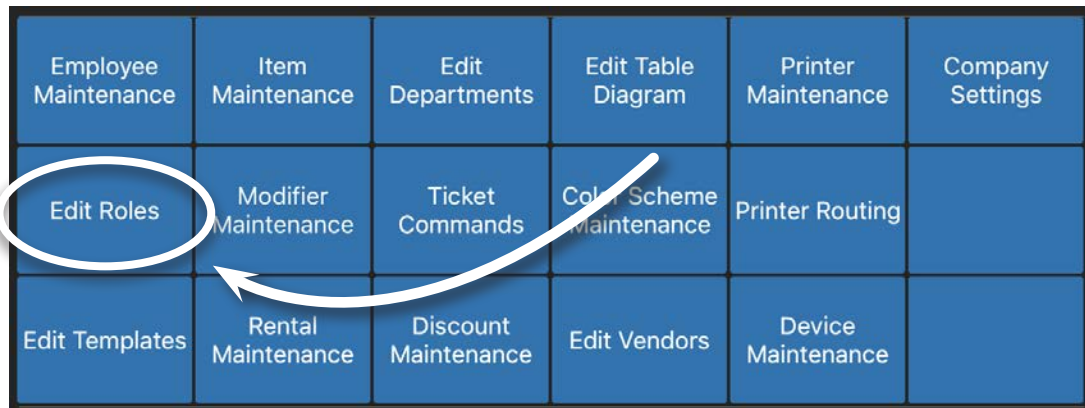 Employee
Maintenance
Item
Maintenance
Edit
Departments
Edit Table
Diagram
Printer
Maintenance
Company
Settings
Edit Roles
Modifier
Maintenance
Ticket
Commands
Color Scheme
Maintenance
Printer Routing
Edit Templates
Rental
Maintenance
Discount
Maintenance
Edit Vendors
Device
Maintenance